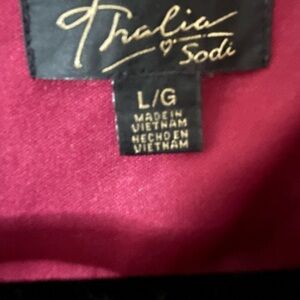 Thalia
Sodi
L/G
MADE IN
VIETNAM
HECHO EN
VIETNAM